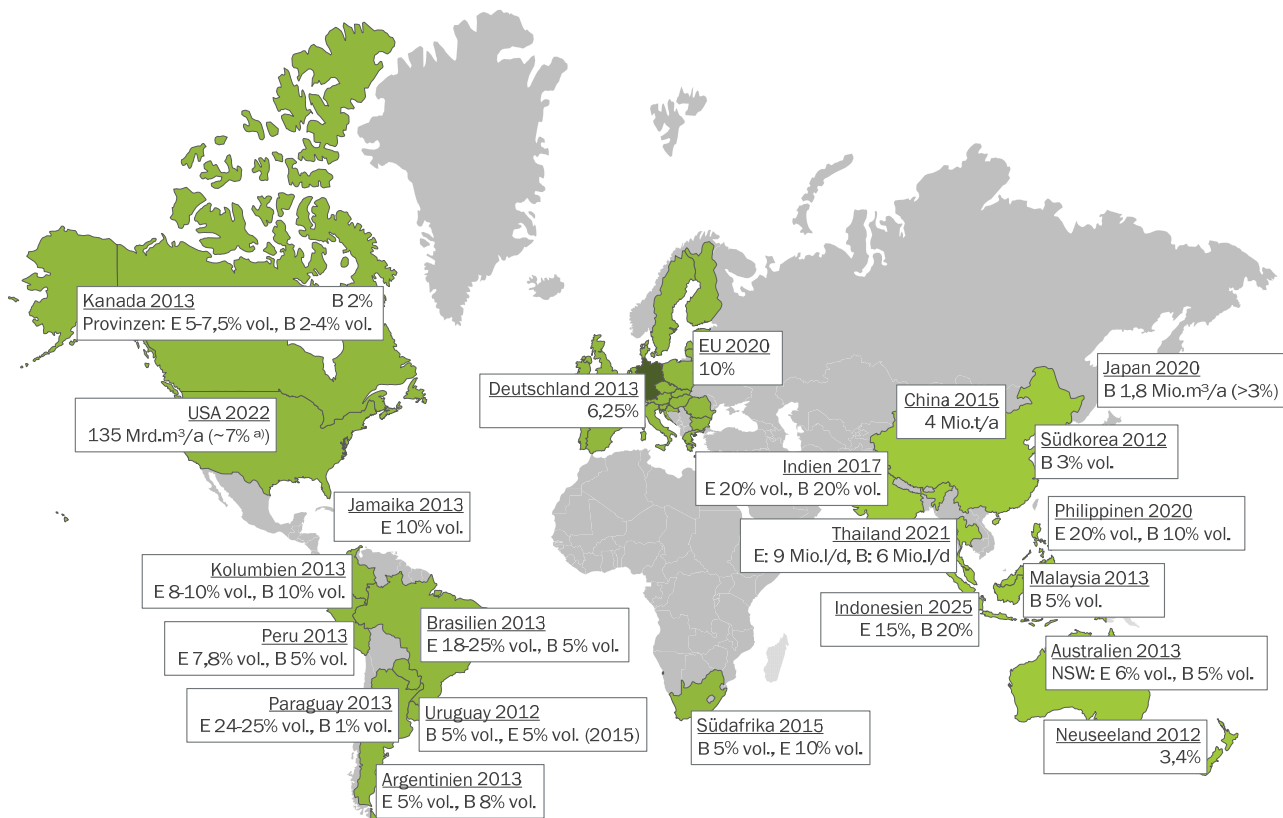 Kanada 2013 B 2%
Provinzen: E 5-7,5% vol., B 2-4% vol.
USA 2022
135 Mrd.m³/a (~7% a))
Jamaika 2013
E 10% vol.
Kolumbien 2013
E 8-10% vol., B 10% vol.
Peru 2013
E 7,8% vol., B 5% vol.
Brasilien 2013
E 18-25% vol., B 5% vol.
Paraguay 2013
E 24-25% vol., B 1% vol.
Uruguay 2012
B 5% vol., E 5% vol. (2015)
Argentinien 2013
E 5% vol., B 8% vol.
EU 2020
10%
Deutschland 2013
6,25%
Südafrika 2015
B 5% vol., E 10% vol.
Japan 2020
B 1,8 Mio.m³/a (>3%)
China 2015
4 Mio.t/a
Südkorea 2012
B 3% vol.
Indien 2017
E 20% vol., B 20% vol.
Philippinen 2020
E 20% vol., B 10% vol.
Thailand 2021
E: 9 Mio.l/d, B: 6 Mio.l/d
Malaysia 2013
B 5% vol.
Indonesien 2025
E 15%, B 20%
Australien 2013
NSW: E 6% vol., B 5% vol.
Neuseeland 2012
3,4%